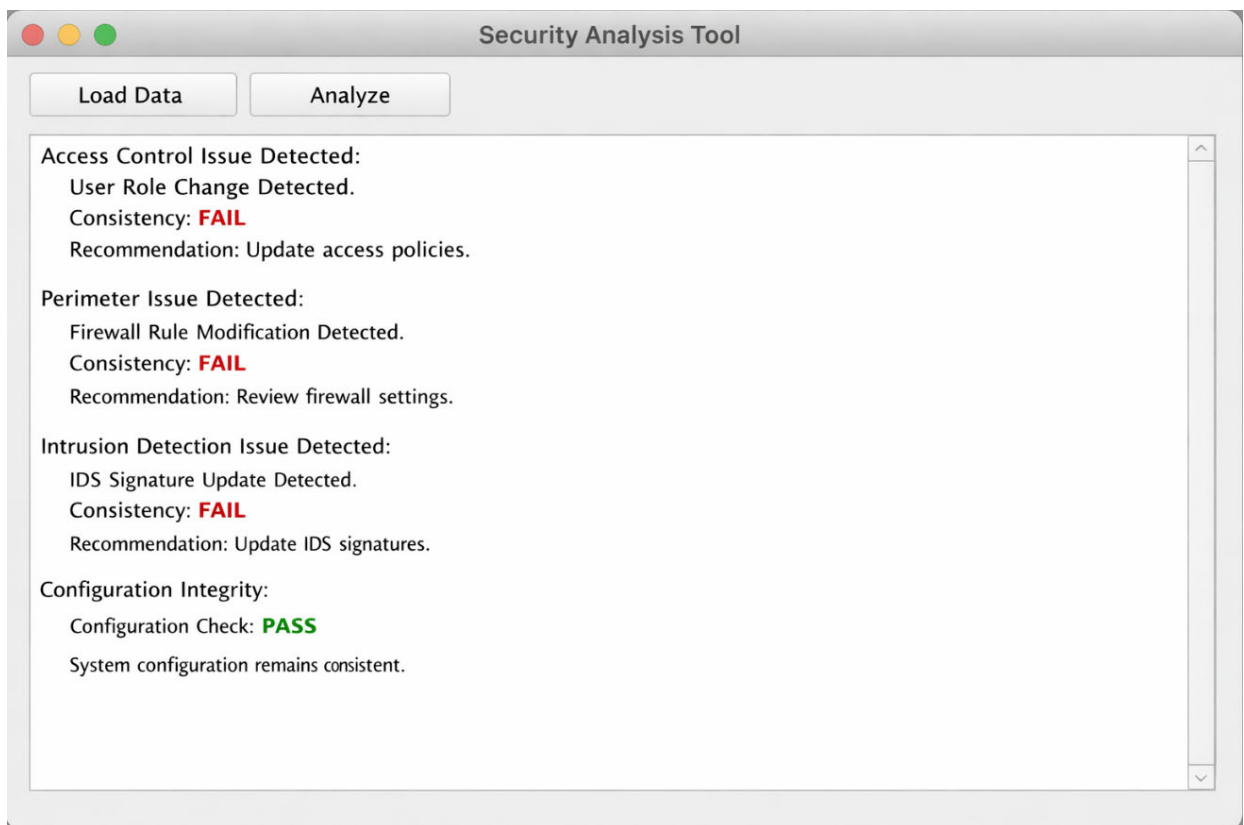 Security Analysis Tool
Load Data
Analyze
Access Control Issue Detected:
User Role Change Detected.
Consistency: FAIL
Recommendation: Update access policies.
Perimeter Issue Detected:
Firewall Rule Modification Detected.
Consistency: FAIL
Recommendation: Review firewall settings.
Intrusion Detection Issue Detected:
IDS Signature Update Detected.
Consistency: FAIL
Recommendation: Update IDS signatures.
Configuration Integrity:
Configuration Check: PASS
System configuration remains consistent.